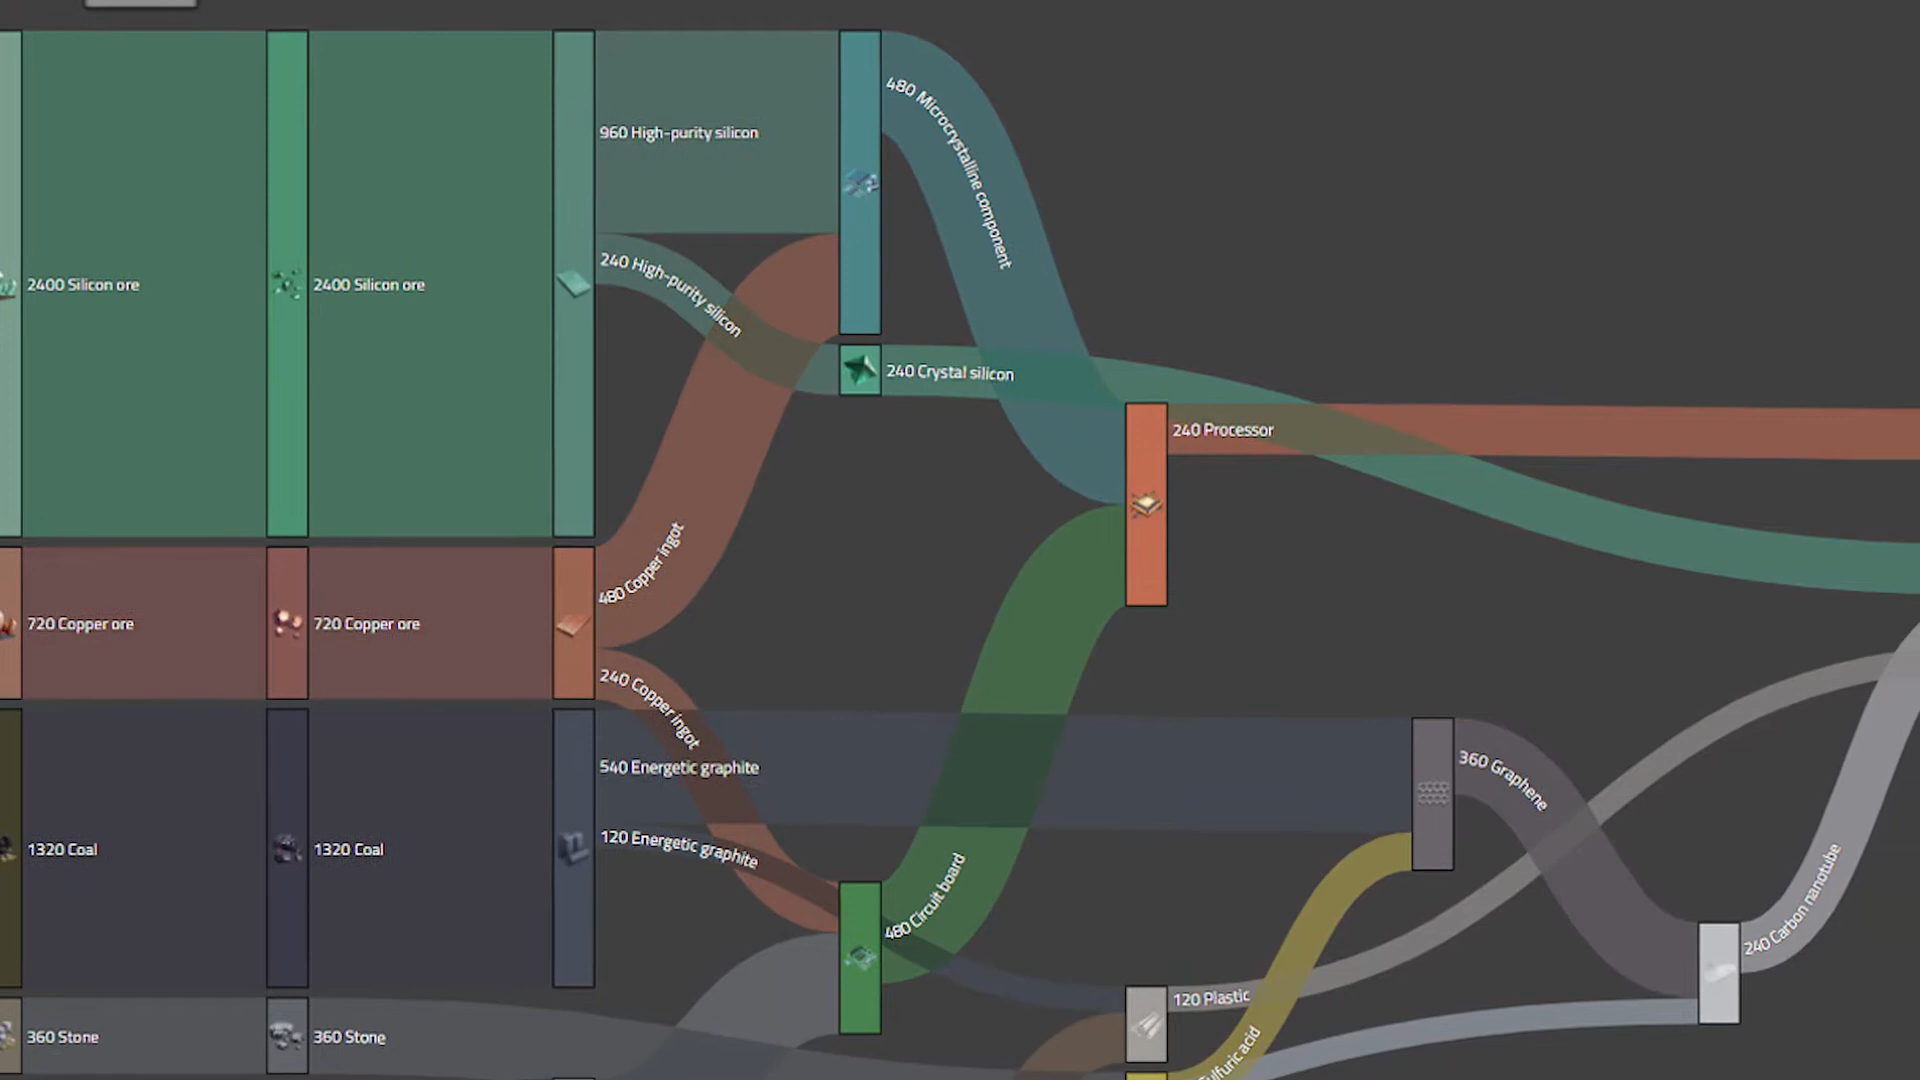 480 Microcrystalline component
960 High-purity silicon
240 High-purity silicon
2400 Silicon ore
2400 Silicon ore
240 Crystal silicon
240 Processor
480 Copper ingot
720 Copper ore
720 Copper ore
240 Copper ingot
540 Energetic graphite
360 Graphene
120 Energetic graphite
1320 Coal
1320 Coal
480 Circuit board
240 Carbon nanotube
120 Plastic
360 Stone
360 Stone
acid